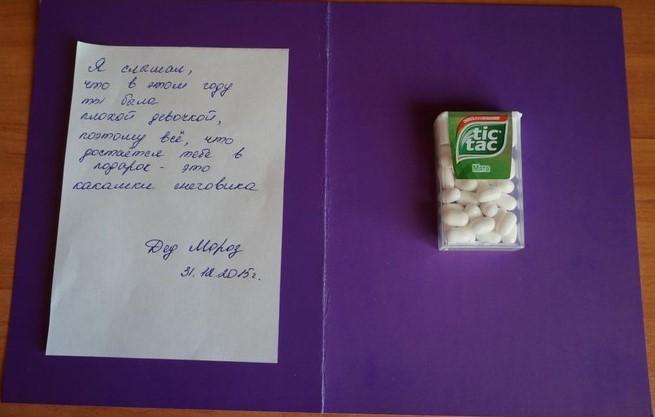 Я слышал,
что в этом году
ты была
плохой девочкой,
поэтому всё, что
достаётся тебе в
подарок - это
какашки снеговика
Дед Мороз
31.12.2015г.
tic
tac
Мята